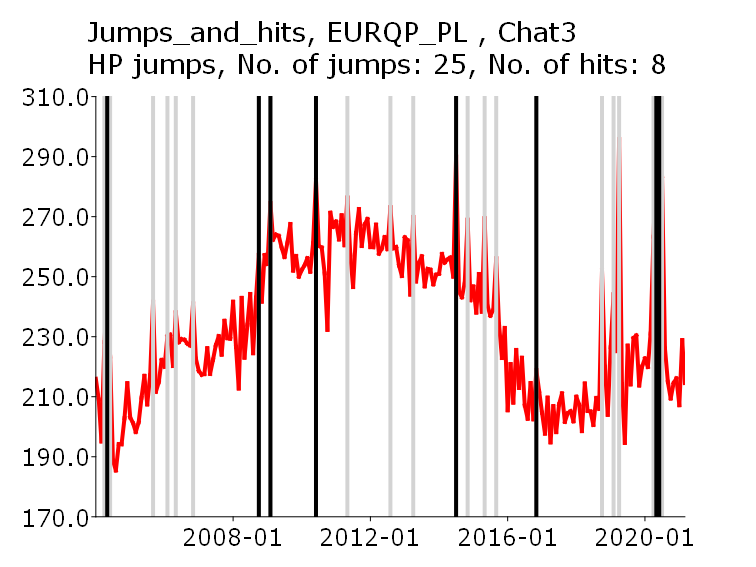 Jumps_and_hits, EURQP_PL , Chat3
HP jumps, No. of jumps: 25, No. of hits: 8
310.0
290.0
270.0
250.0
230.0
210.0
190.0
170.0
2008-01 2012-01 2016-01 2020-01